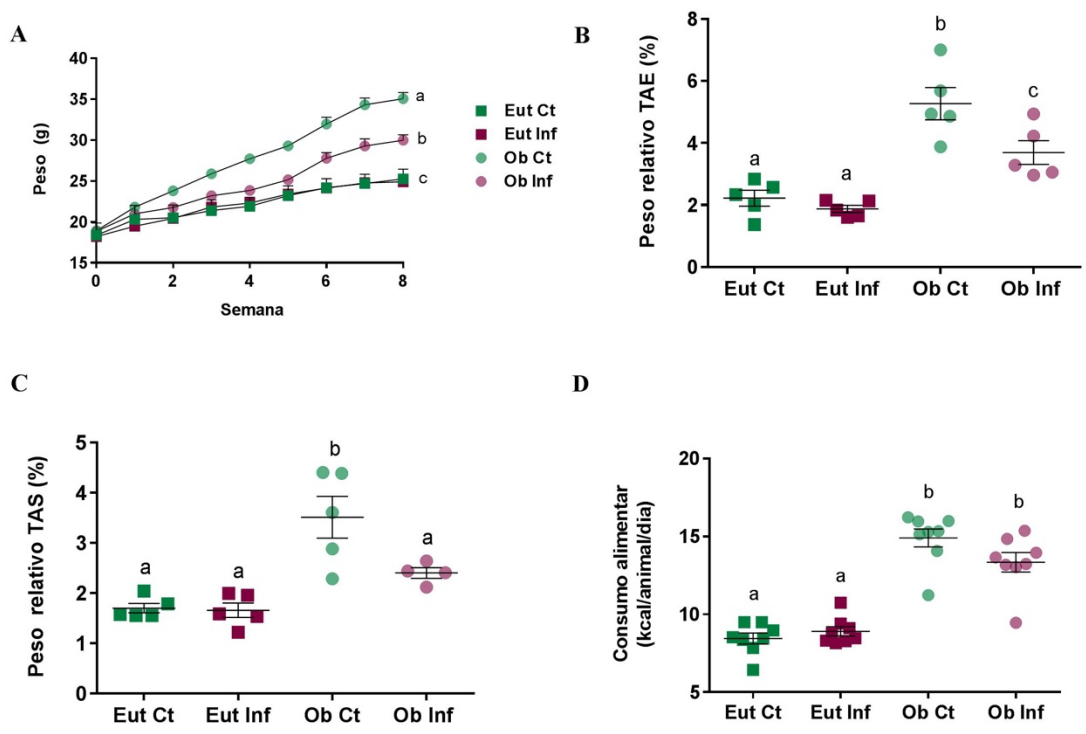 A
Peso (g)
40
35
30
25
20
15
0
2
4
6
8
Semana
a
b
c
Eut Ct
Eut Inf
Ob Ct
Ob Inf
B
Peso relativo TAE (%)
8
6
4
2
0
a
a
b
c
Eut Ct
Eut Inf
Ob Ct
Ob Inf
C
Peso relativo TAS (%)
5
4
3
2
1
0
a
a
b
a
Eut Ct
Eut Inf
Ob Ct
Ob Inf
D
Consumo alimentar
(kcal/animal/dia)
20
15
10
5
a
a
b
b
Eut Ct
Eut Inf
Ob Ct
Ob Inf